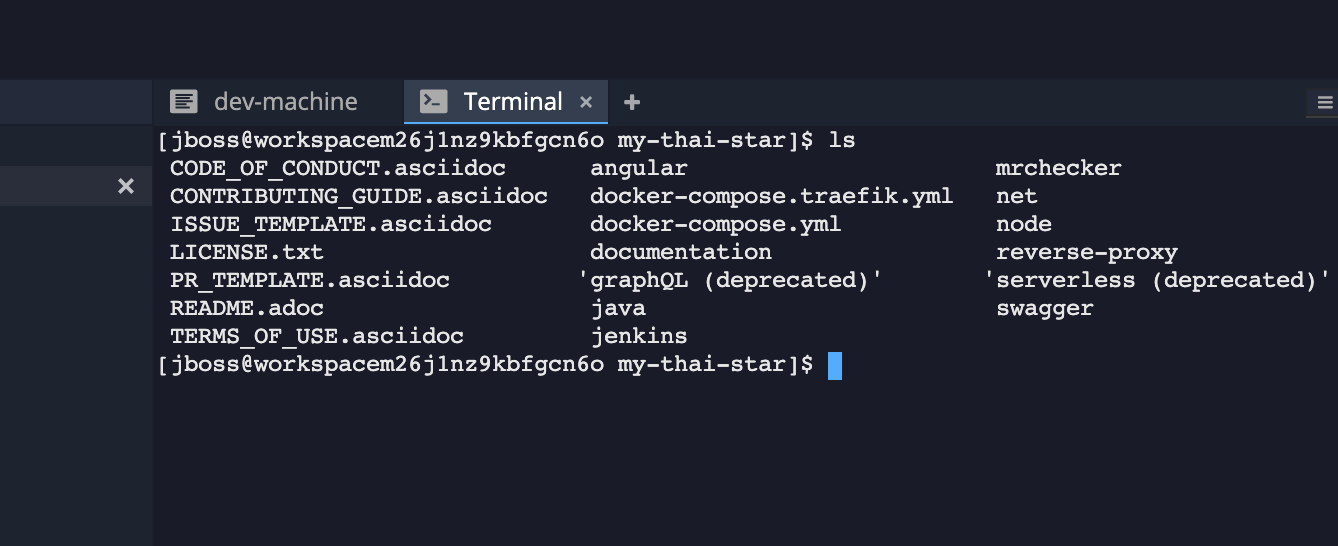 dev-machine Terminal × +
[jboss@workspacem26j1nz9kbfgcn6o my-thai-star]$ ls
CODE_OF_CONDUCT.asciidoc angular mrchecker
CONTRIBUTING_GUIDE.asciidoc docker-compose.traefik.yml net
ISSUE_TEMPLATE.asciidoc docker-compose.yml node
LICENSE.txt documentation reverse-proxy
PR_TEMPLATE.asciidoc 'graphQL (deprecated)' 'serverless (deprecated)'
README.adoc java swagger
TERMS_OF_USE.asciidoc jenkins
[jboss@workspacem26j1nz9kbfgcn6o my-thai-star]$